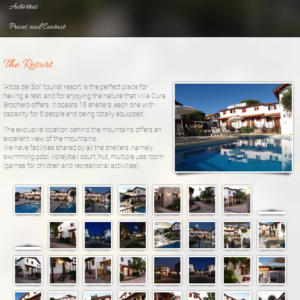 Activities
Prices and Contact
The Resort
"Altos del Sol" tourist resort is the perfect place for
having a rest, and for enjoying the nature that Villa Cura
Brochero offers. It boasts 15 shelters, each one with
capacity for 5 people and being totally equipped.
The exclusive location behind the mountains offers an
excellent view of the mountains.
We have facilities shared by all the shelters, namely
swimming pool, volleyball court, hut, multiple use room
(games for children and recreational activities).